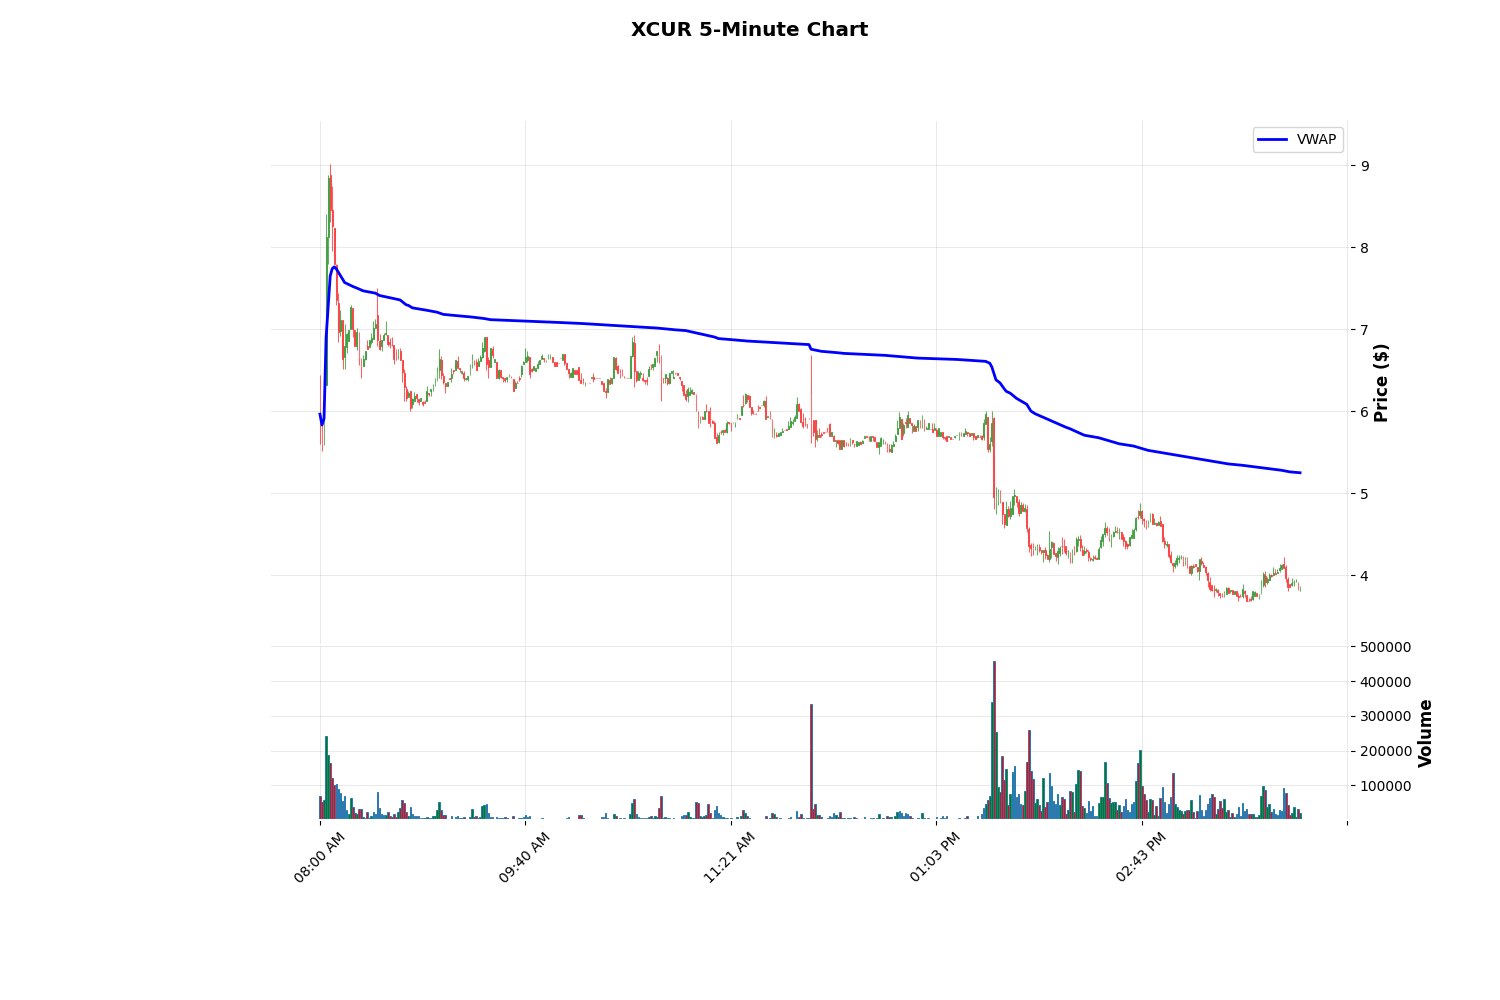 XCUR 5-Minute Chart
VWAP
9
8
7
6
5
4
Price ($)
500000
400000
300000
200000
100000
Volume
08:00 AM
09:40 AM
11:21 AM
01:03 PM
02:43 PM